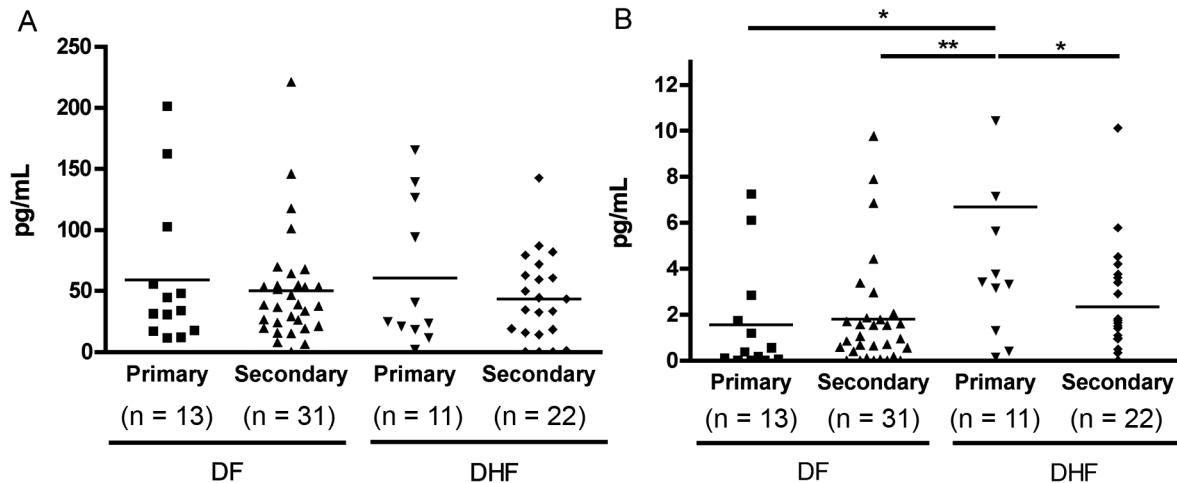 A
pg/mL
250
200
150
100
50
0
Primary Secondary Primary Secondary
(n = 13) (n = 31) (n = 11) (n = 22)
DF DHF
B
* 
** *
pg/mL
12
10
8
6
4
2
0
Primary Secondary Primary Secondary
(n = 13) (n = 31) (n = 11) (n = 22)
DF DHF